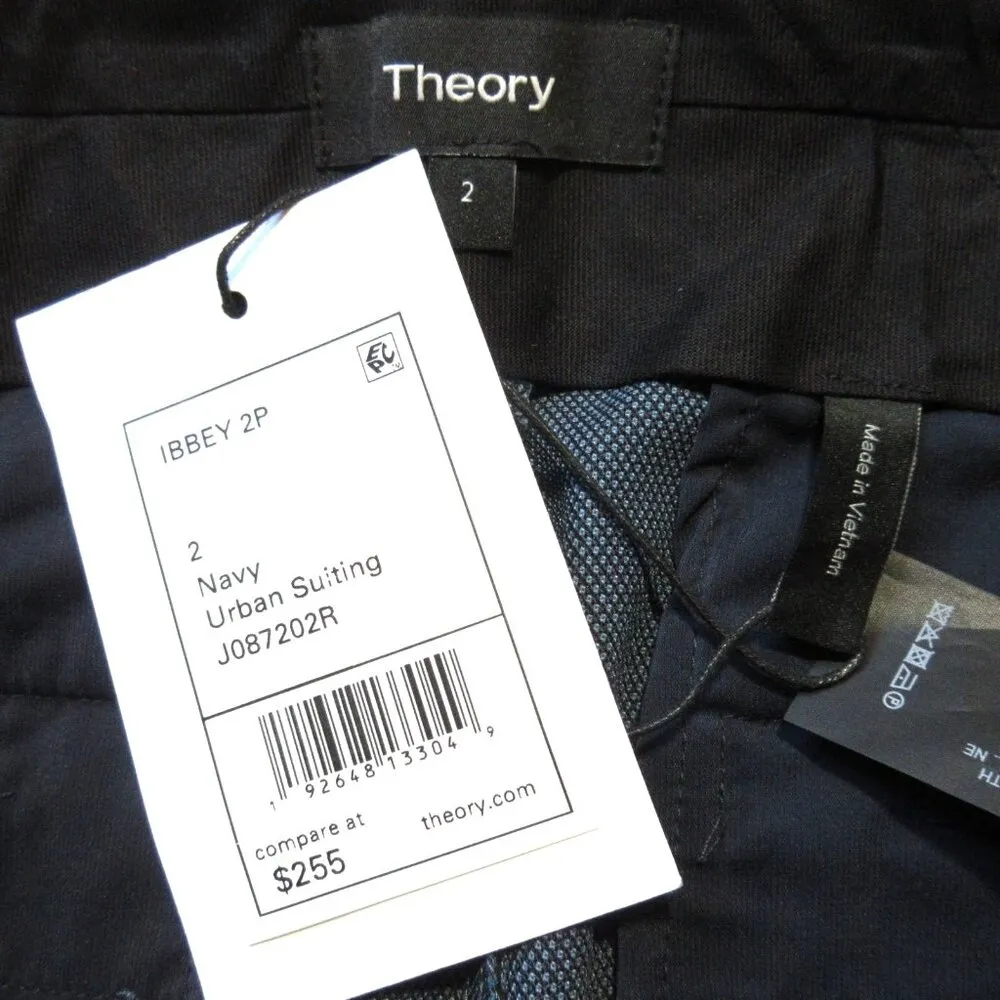 Theory
2
EPC
IBBEY 2P
2
Navy
Urban Suiting
J087202R
1 92648 13304 9
compare at theory.com
$255
Made in Vietnam
P